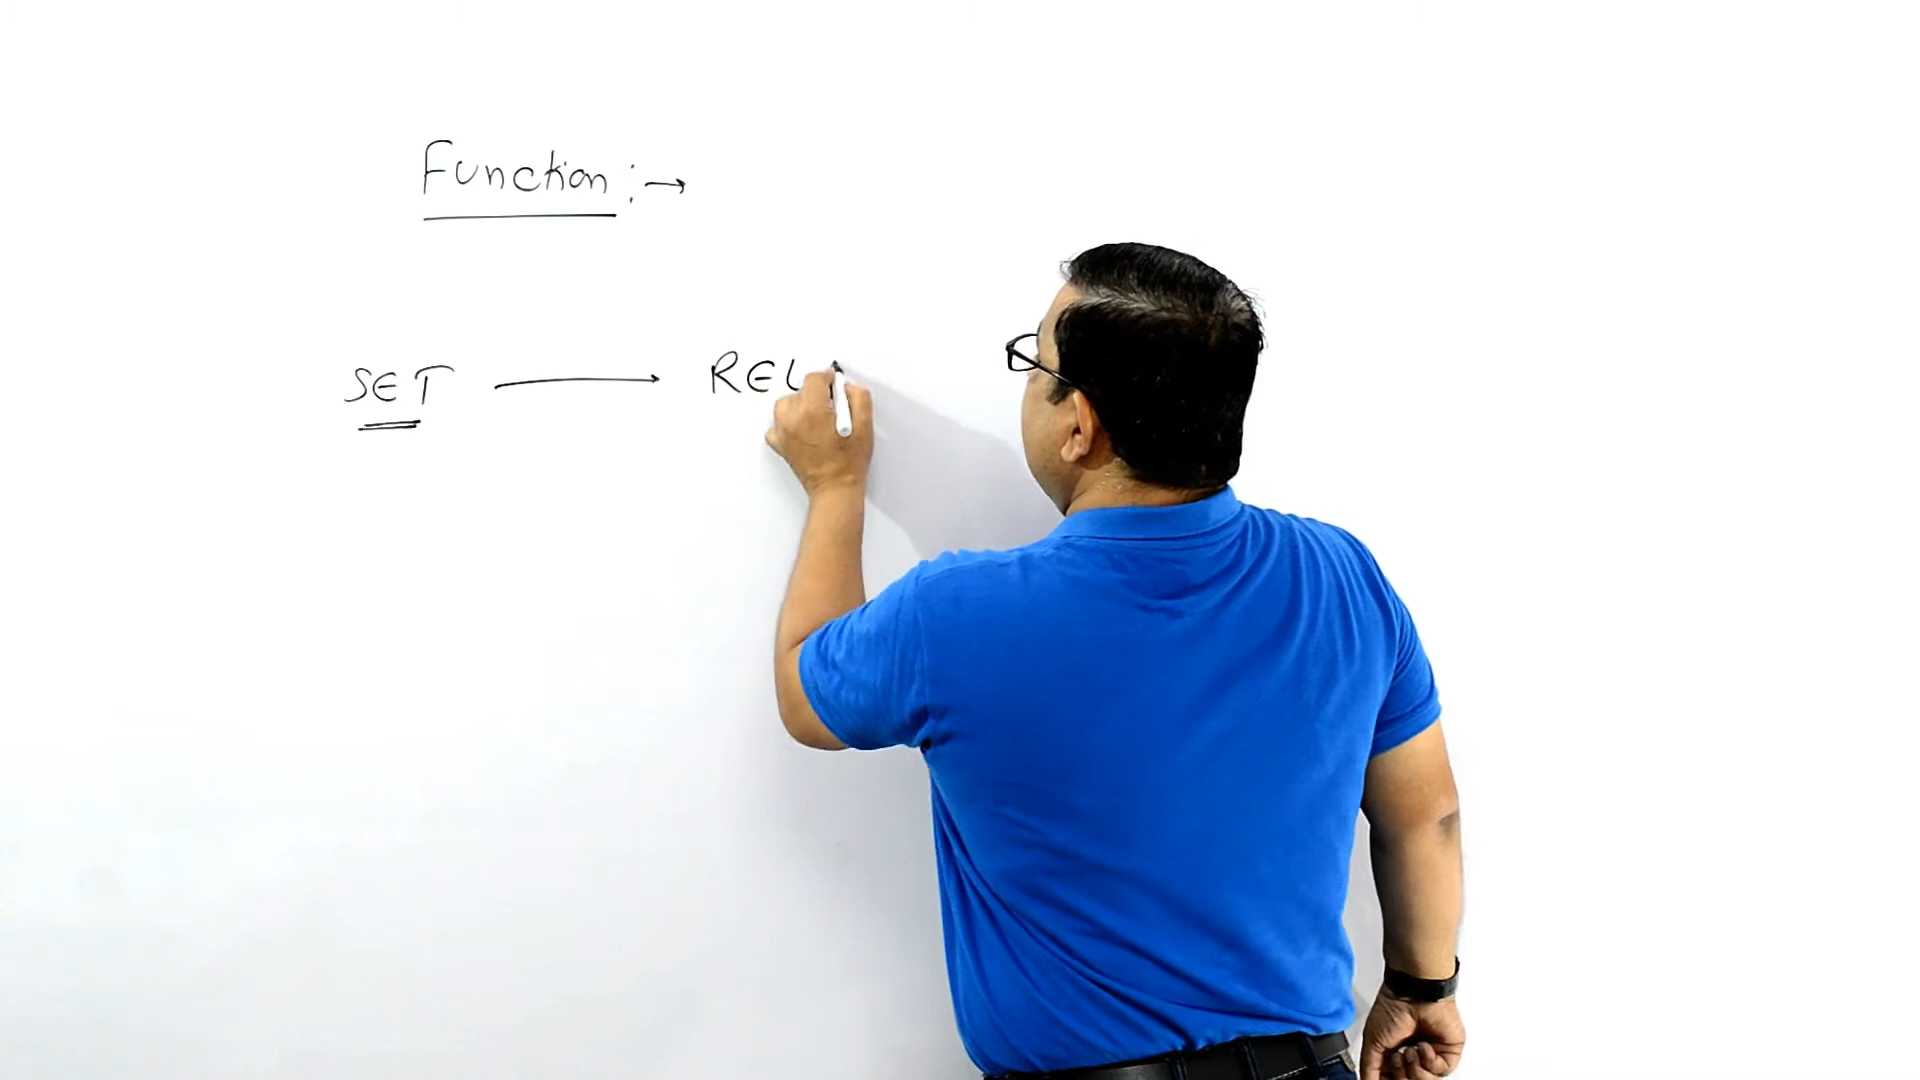 Function :→
SET → REL